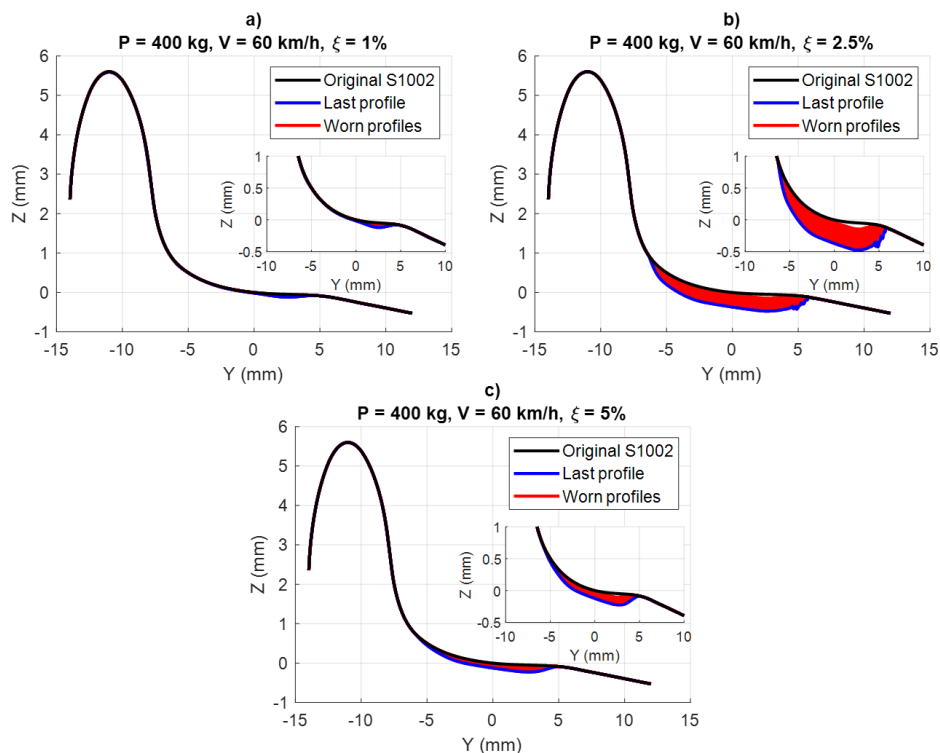 a)
P = 400 kg, V = 60 km/h, ξ = 1%
Original S1002
Last profile
Worn profiles
Z (mm)
6
5
4
3
2
1
0
-1
-15
-10
-5
0
5
10
15
Y (mm)
Z (mm)
1
0.5
0
-0.5
-10
-5
0
5
10
Y (mm)
b)
P = 400 kg, V = 60 km/h, ξ = 2.5%
Original S1002
Last profile
Worn profiles
Z (mm)
6
5
4
3
2
1
0
-1
-15
-10
-5
0
5
10
15
Y (mm)
Z (mm)
1
0.5
0
-0.5
-10
-5
0
5
10
Y (mm)
c)
P = 400 kg, V = 60 km/h, ξ = 5%
Original S1002
Last profile
Worn profiles
Z (mm)
6
5
4
3
2
1
0
-1
-15
-10
-5
0
5
10
15
Y (mm)
Z (mm)
1
0.5
0
-0.5
-10
-5
0
5
10
Y (mm)